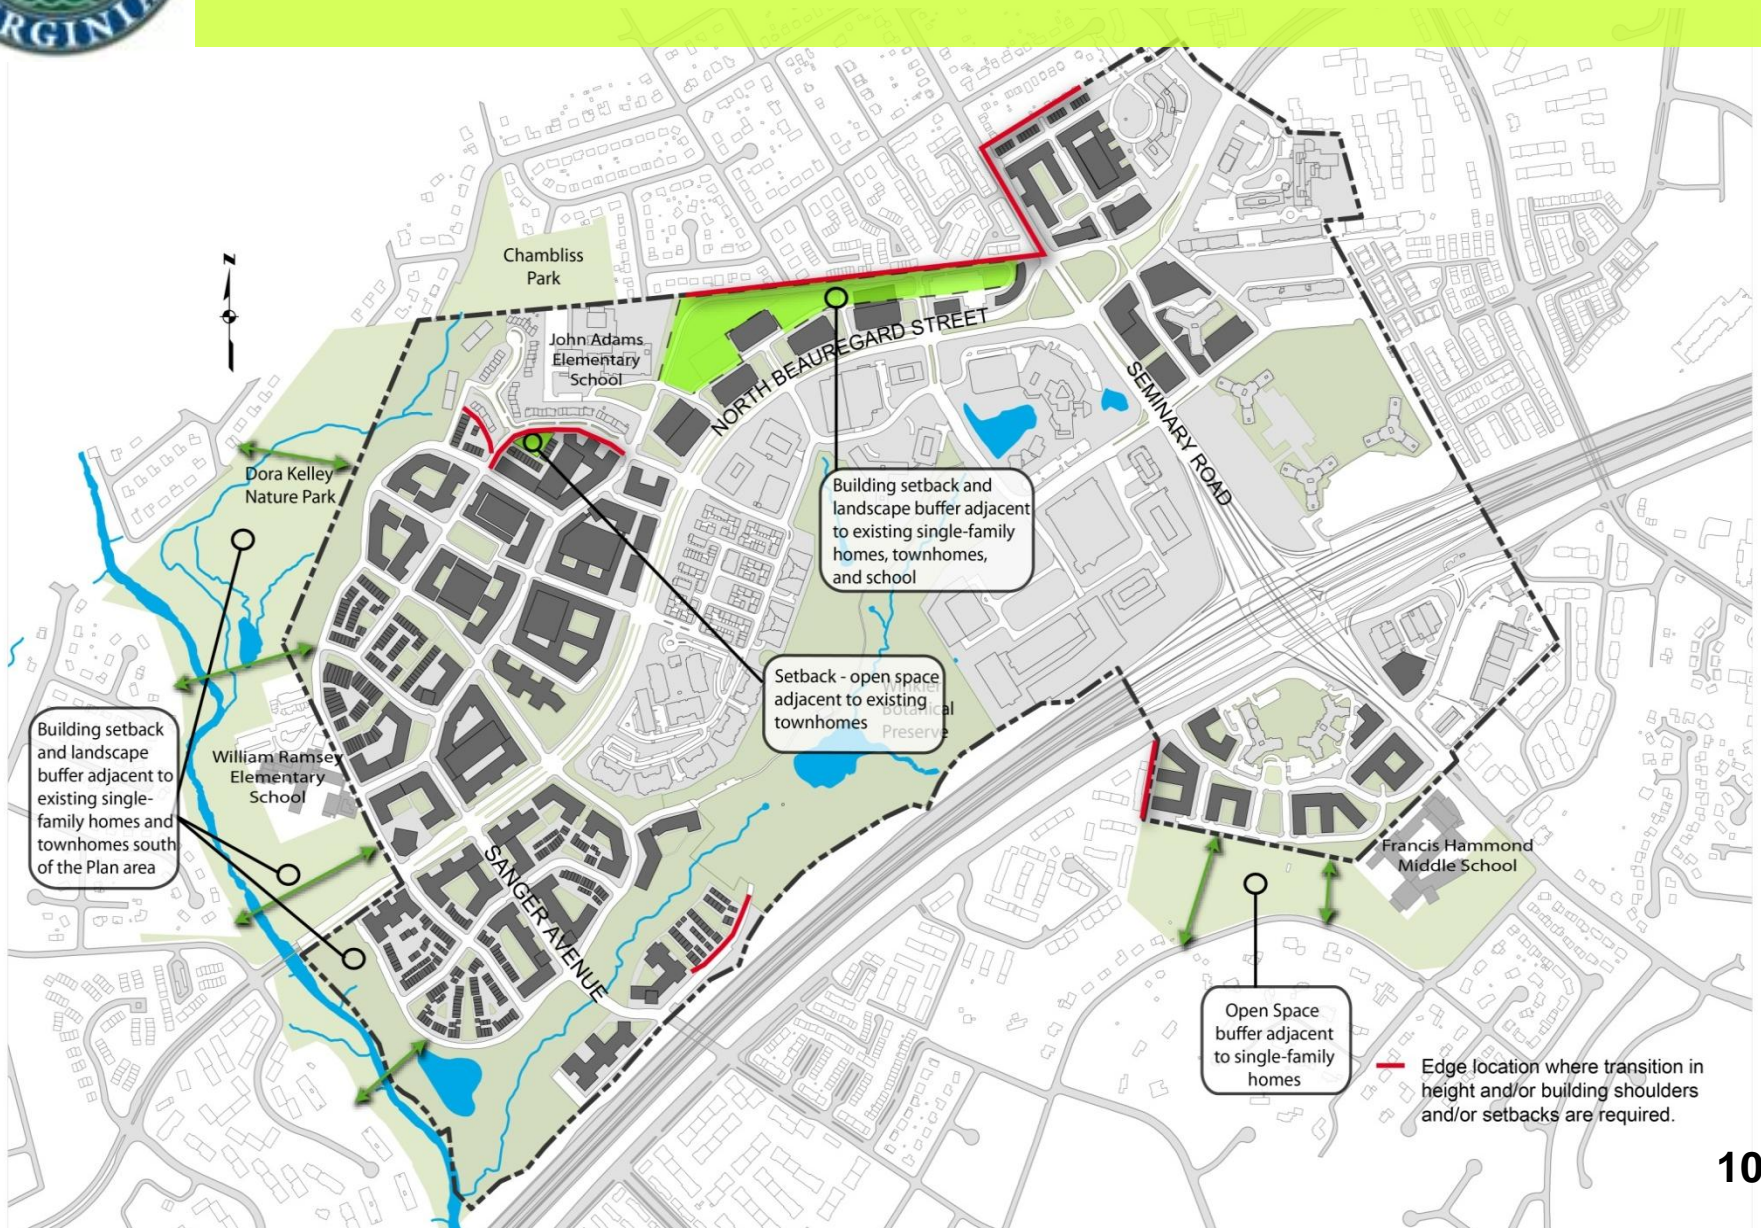 RGINIA
Chambliss
Park
N
John Adams
Elementary
School
NORTH BEAUREGARD STREET
SEMINARY ROAD
Dora Kelley
Nature Park
Building setback and
landscape buffer adjacent
to existing single-family
homes, townhomes,
and school
Setback - open space
adjacent to existing
townhomes
Winkler
Botanical
Preserve
Building setback
and landscape
buffer adjacent to
existing single-
family homes and
townhomes south
of the Plan area
William Ramsey
Elementary
School
SANGER AVENUE
Francis Hammond
Middle School
Open Space
buffer adjacent
to single-family
homes
Edge location where transition in
height and/or building shoulders
and/or setbacks are required.
10